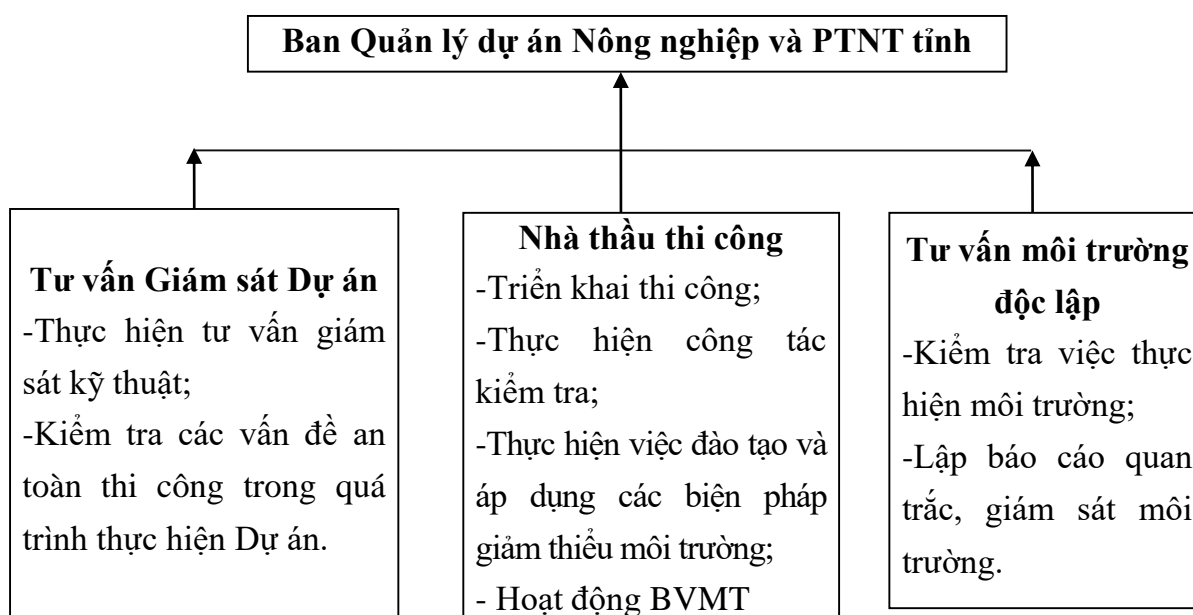 Ban Quản lý dự án Nông nghiệp và PTNT tỉnh
Tư vấn Giám sát Dự án
-Thực hiện tư vấn giám
sát kỹ thuật;
-Kiểm tra các vấn đề an
toàn thi công trong quá
trình thực hiện Dự án.
Nhà thầu thi công
-Triển khai thi công;
-Thực hiện công tác
kiểm tra;
-Thực hiện việc đào tạo và
áp dụng các biện pháp
giảm thiểu môi trường;
- Hoạt động BVMT
Tư vấn môi trường
độc lập
-Kiểm tra việc thực
hiện môi trường;
-Lập báo cáo quan
trắc, giám sát môi
trường.